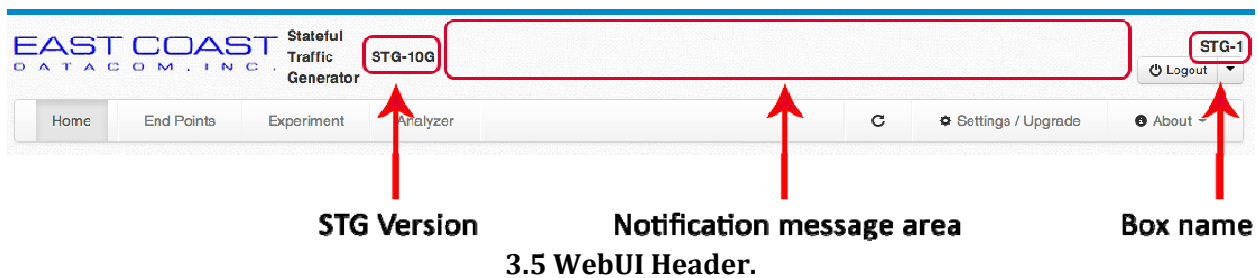 EAST COAST
DATACOM, INC.
Stateful
Traffic
Generator
STG-10G
STG-1
Logout
Home End Points Experiment Analyzer Settings / Upgrade About
STG Version Notification message area Box name
3.5 WebUI Header.